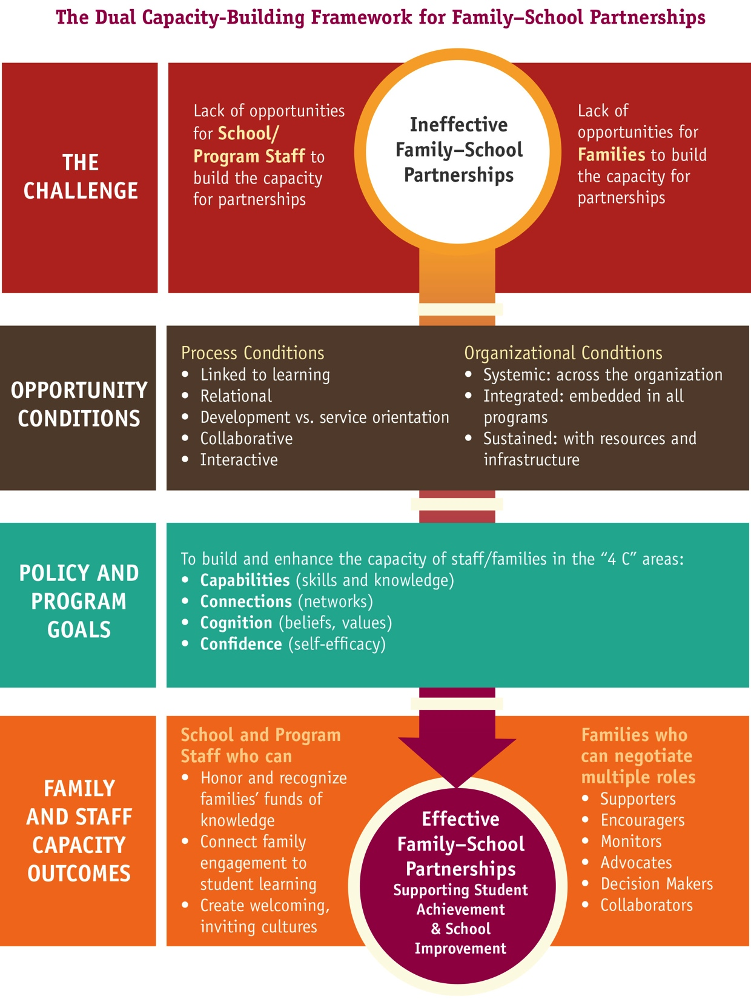 The Dual Capacity-Building Framework for Family–School Partnerships
THE
CHALLENGE
Lack of opportunities
for School/
Program Staff to
build the capacity
for partnerships
Ineffective
Family–School
Partnerships
Lack of
opportunities for
Families to build
the capacity for
partnerships
OPPORTUNITY
CONDITIONS
Process Conditions
• Linked to learning
• Relational
• Development vs. service orientation
• Collaborative
• Interactive
Organizational Conditions
• Systemic: across the organization
• Integrated: embedded in all
programs
• Sustained: with resources and
infrastructure
POLICY AND
PROGRAM
GOALS
To build and enhance the capacity of staff/families in the “4 C” areas:
• Capabilities (skills and knowledge)
• Connections (networks)
• Cognition (beliefs, values)
• Confidence (self-efficacy)
FAMILY
AND STAFF
CAPACITY
OUTCOMES
School and Program
Staff who can
• Honor and recognize
families’ funds of
knowledge
• Connect family
engagement to
student learning
• Create welcoming,
inviting cultures
Effective
Family–School
Partnerships
Supporting Student
Achievement
& School
Improvement
Families who
can negotiate
multiple roles
• Supporters
• Encouragers
• Monitors
• Advocates
• Decision Makers
• Collaborators